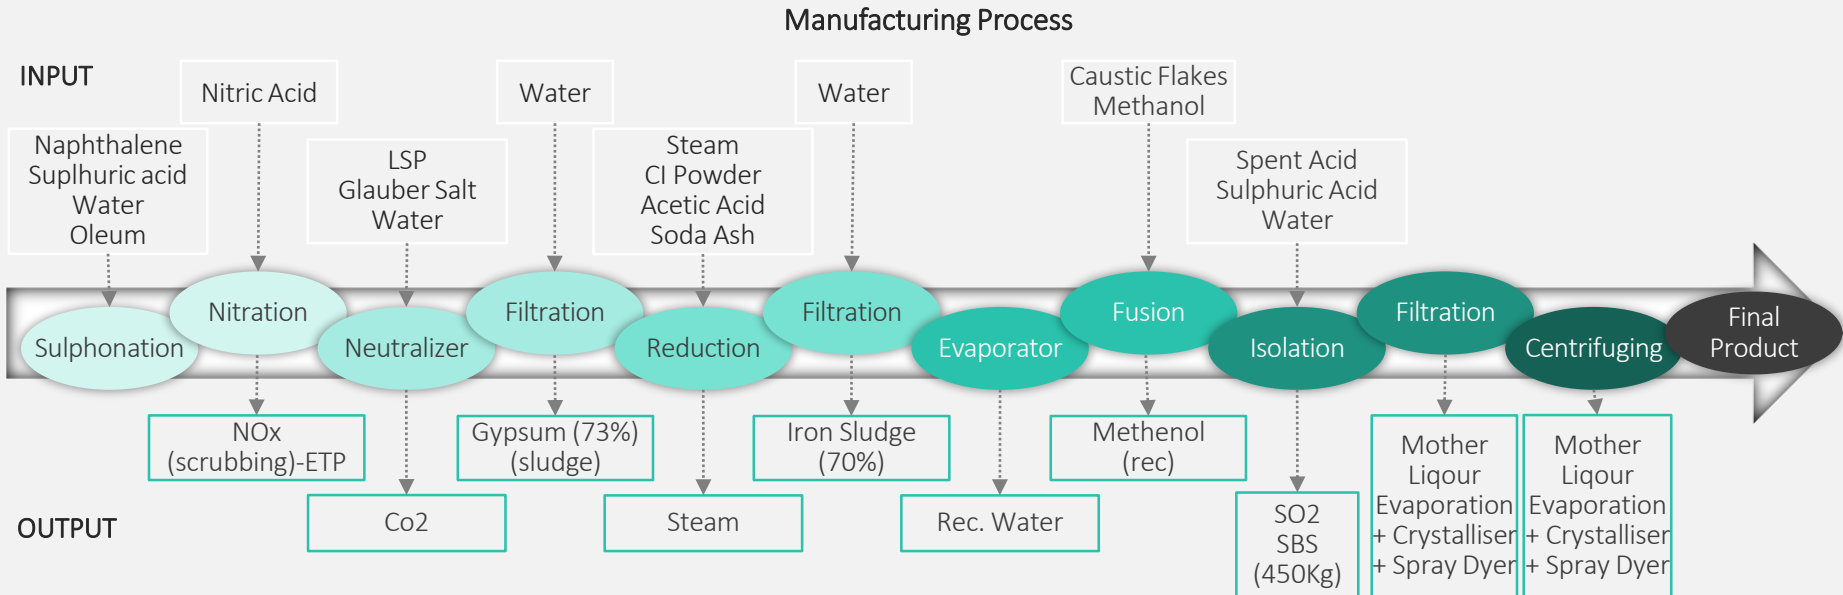 Manufacturing Process
INPUT
Nitric Acid
Water
Water
Caustic Flakes
Methanol
Naphthalene
Suplhuric acid
Water
Oleum
LSP
Glauber Salt
Water
Steam
CI Powder
Acetic Acid
Soda Ash
Spent Acid
Sulphuric Acid
Water
Sulphonation
Nitration
Neutralizer
Filtration
Reduction
Filtration
Evaporator
Fusion
Isolation
Filtration
Centrifuging
Final
Product
NOx
(scrubbing)-ETP
Gypsum (73%)
(sludge)
Iron Sludge
(70%)
Methenol
(rec)
Mother
Liqour
Evaporation
+ Crystalliser
+ Spray Dyer
Mother
Liqour
Evaporation
+ Crystalliser
+ Spray Dyer
OUTPUT
Co2
Steam
Rec. Water
SO2
SBS
(450Kg)